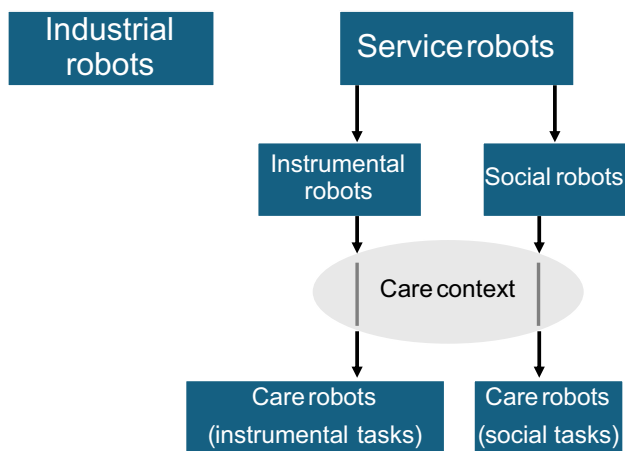 Industrial
robots
Service robots
Instrumental
robots
Social robots
Care context
Care robots
(instrumental tasks)
Care robots
(social tasks)